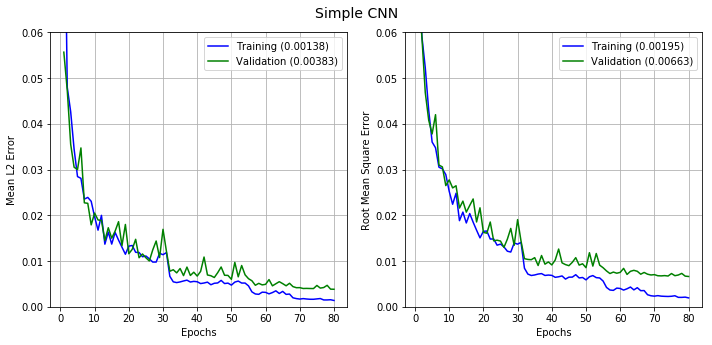 Simple CNN
Mean L2 Error
0.06
0.05
0.04
0.03
0.02
0.01
0.00
Training (0.00138)
Validation (0.00383)
0 10 20 30 40 50 60 70 80
Epochs
Root Mean Square Error
0.06
0.05
0.04
0.03
0.02
0.01
0.00
Training (0.00195)
Validation (0.00663)
0 10 20 30 40 50 60 70 80
Epochs